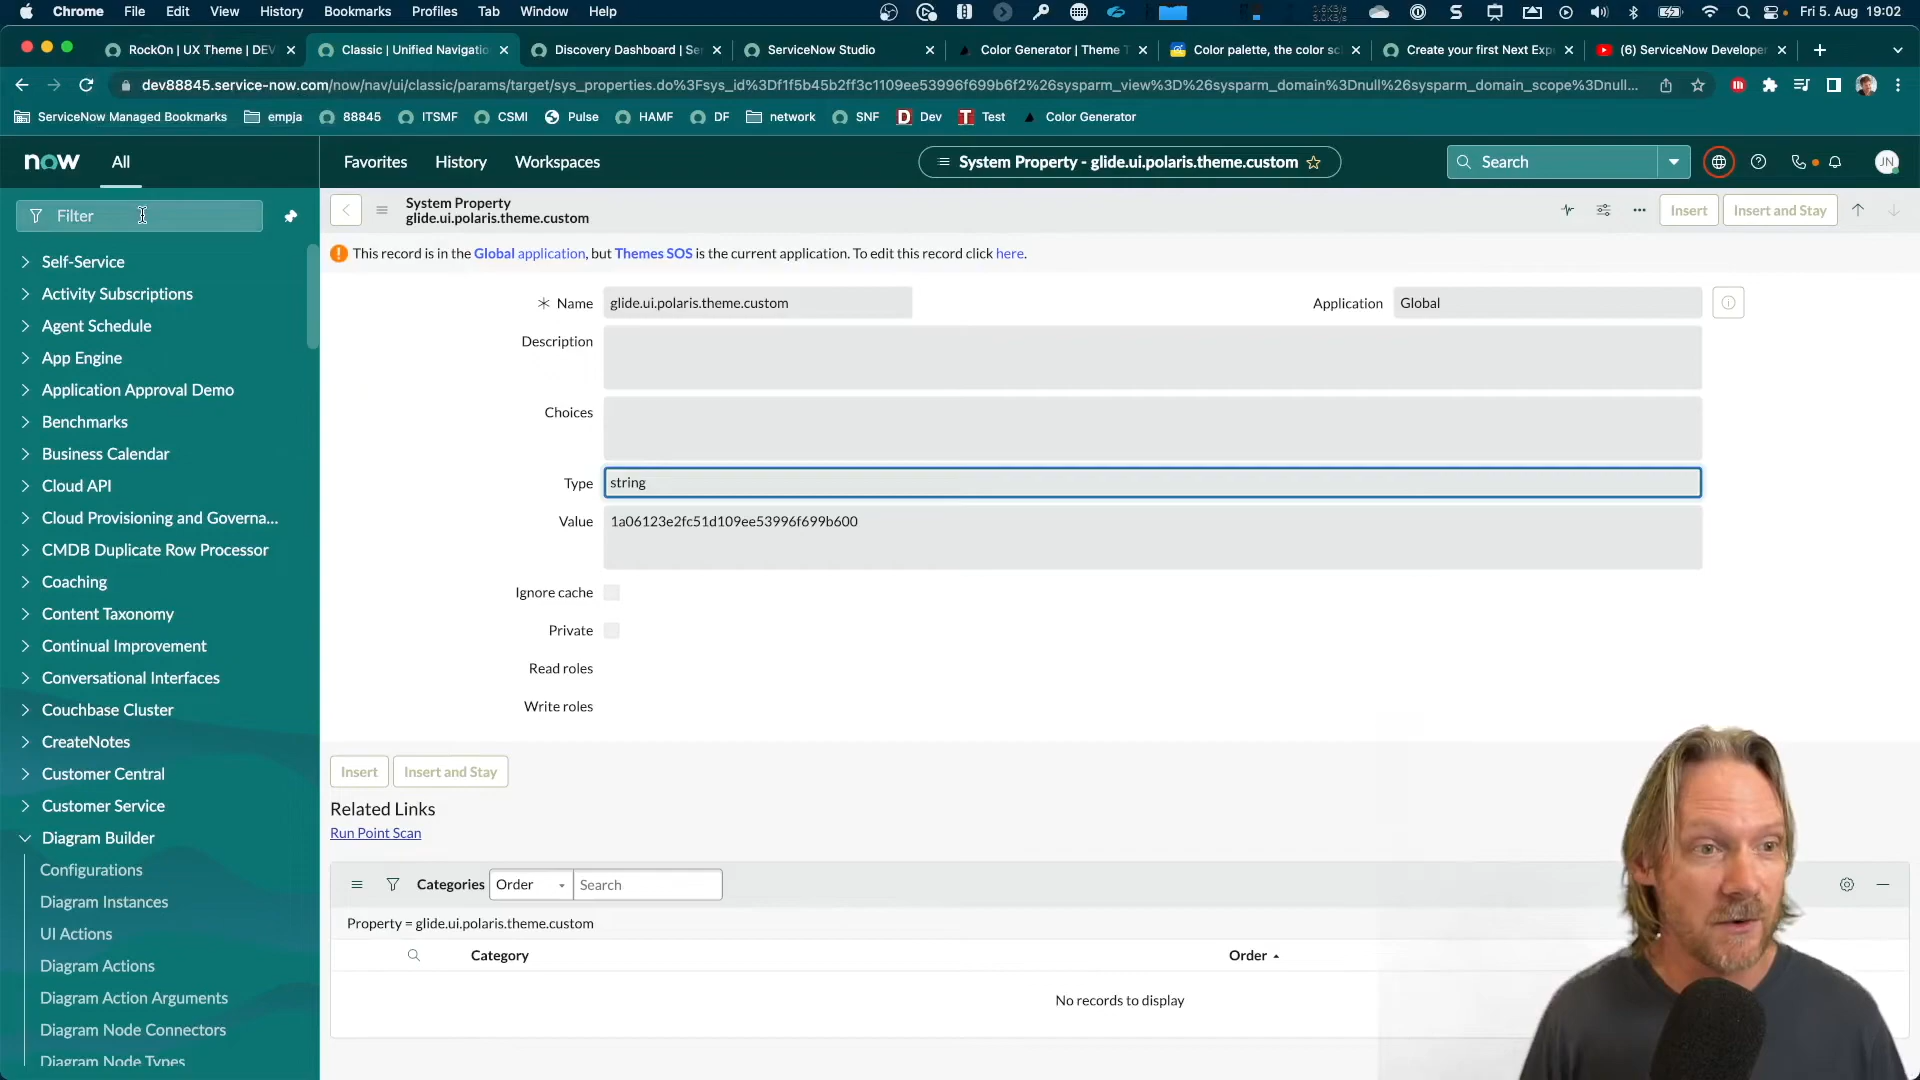 Chrome File Edit View History Bookmarks Profiles Tab Window Help Fri 5. Aug 19:02
RockOn | UX Theme | DEV Classic | Unified Navigatio Discovery Dashboard | Se ServiceNow Studio Color Generator | Theme T Color palette, the color sc Create your first Next Exp (6) ServiceNow Developer
dev88845.service-now.com/now/nav/ui/classic/params/target/sys_properties.do%3Fsys_id%3Df1f5b45b2ff3c1109ee53996f699b6f2%26sysparm_view%3D%26sysparm_domain%3Dnull%26sysparm_domain_scope%3Dnull...
ServiceNow Managed Bookmarks empja 88845 ITSMF CSMI Pulse HAMF DF network SNF Dev Test Color Generator
now All Favorites History Workspaces System Property - glide.ui.polaris.theme.custom Search JN
Filter
Self-Service
Activity Subscriptions
Agent Schedule
App Engine
Application Approval Demo
Benchmarks
Business Calendar
Cloud API
Cloud Provisioning and Governa...
CMDB Duplicate Row Processor
Coaching
Content Taxonomy
Continual Improvement
Conversational Interfaces
Couchbase Cluster
CreateNotes
Customer Central
Customer Service
Diagram Builder
Configurations
Diagram Instances
UI Actions
Diagram Actions
Diagram Action Arguments
Diagram Node Connectors
Diagram Node Types
System Property
glide.ui.polaris.theme.custom
Insert Insert and Stay
This record is in the Global application, but Themes SOS is the current application. To edit this record click here.
Name glide.ui.polaris.theme.custom Application Global
Description
Choices
Type string
Value 1a06123e2fc51d109ee53996f699b600
Ignore cache
Private
Read roles
Write roles
Insert Insert and Stay
Related Links
Run Point Scan
Categories Order Search
Property = glide.ui.polaris.theme.custom
Category Order
No records to display